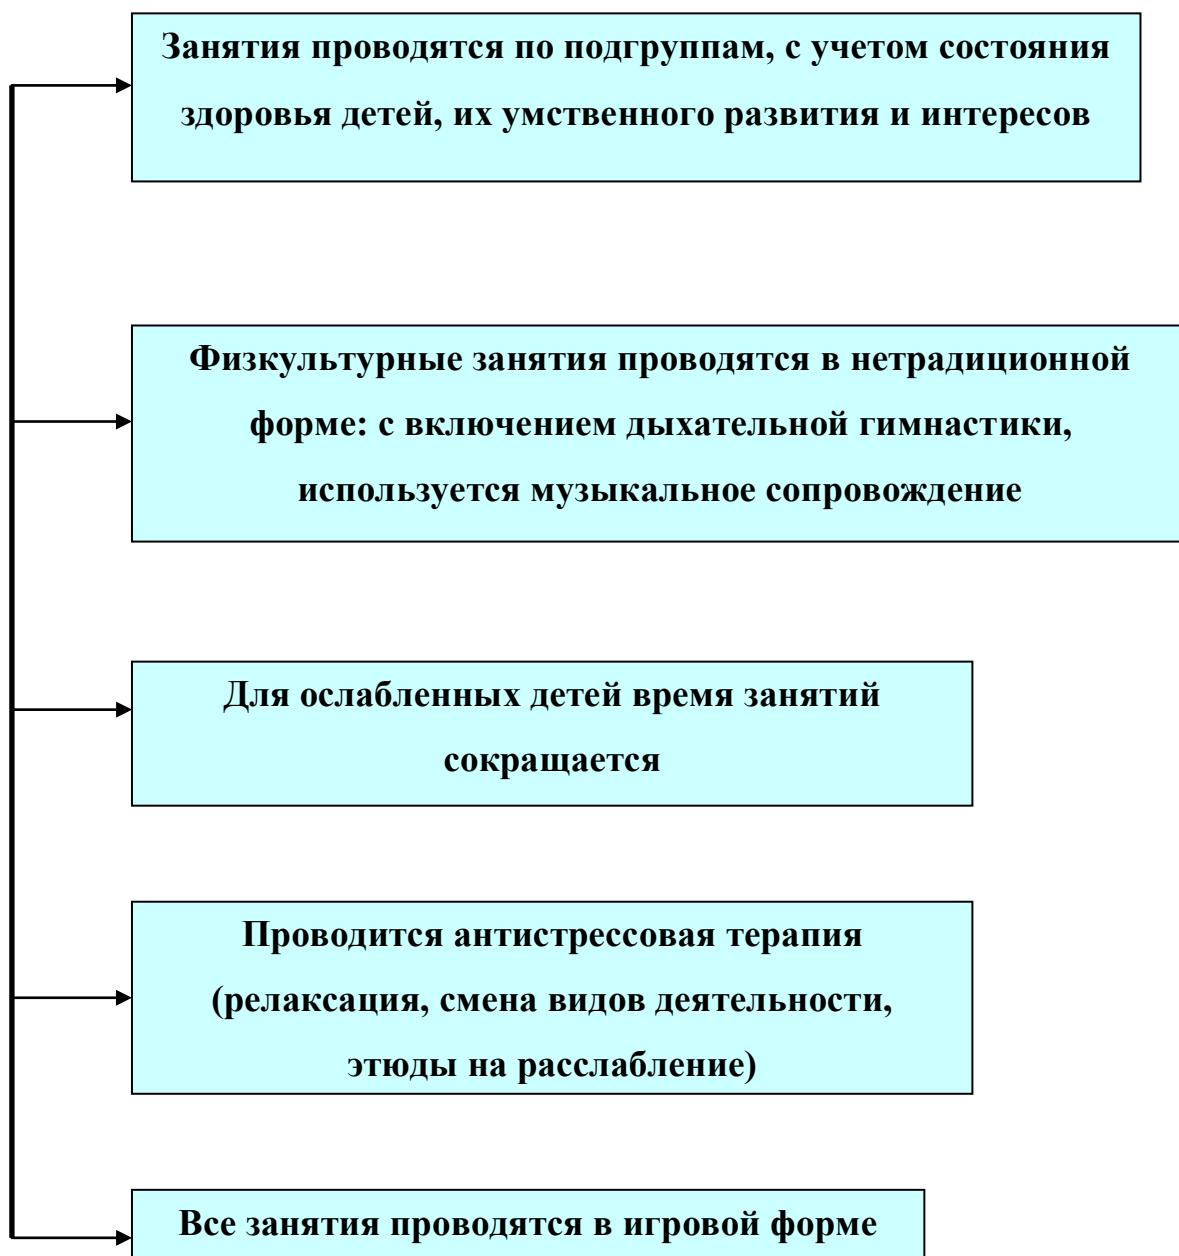 Занятия проводятся по подгруппам, с учетом состояния
здоровья детей, их умственного развития и интересов
Физкультурные занятия проводятся в нетрадиционной
форме: с включением дыхательной гимнастики,
используется музыкальное сопровождение
Для ослабленных детей время занятий
сокращается
Проводится антистрессовая терапия
(релаксация, смена видов деятельности,
этюды на расслабление)
Все занятия проводятся в игровой форме